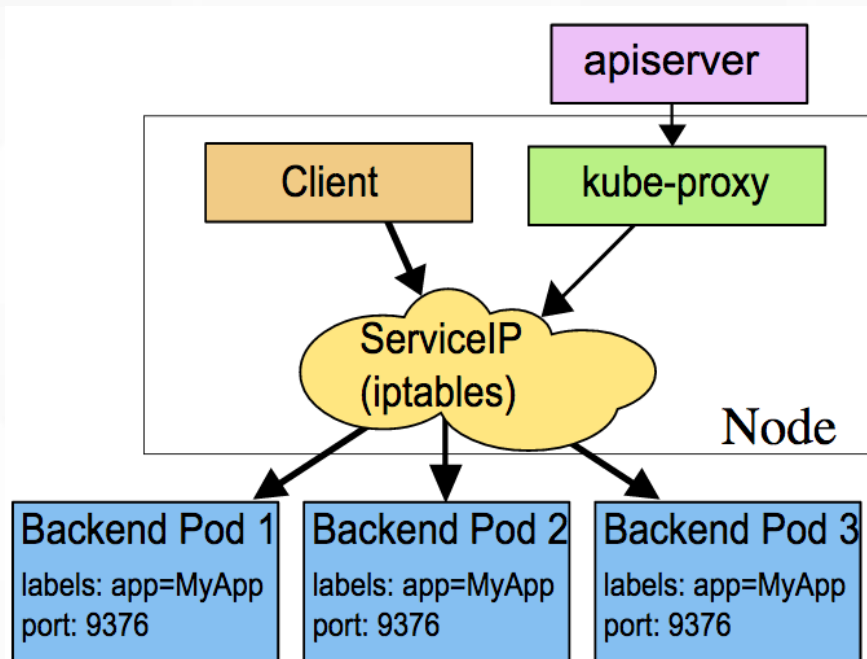 apiserver
Client
kube-proxy
ServiceIP
(iptables)
Node
Backend Pod 1
labels: app=MyApp
port: 9376
Backend Pod 2
labels: app=MyApp
port: 9376
Backend Pod 3
labels: app=MyApp
port: 9376